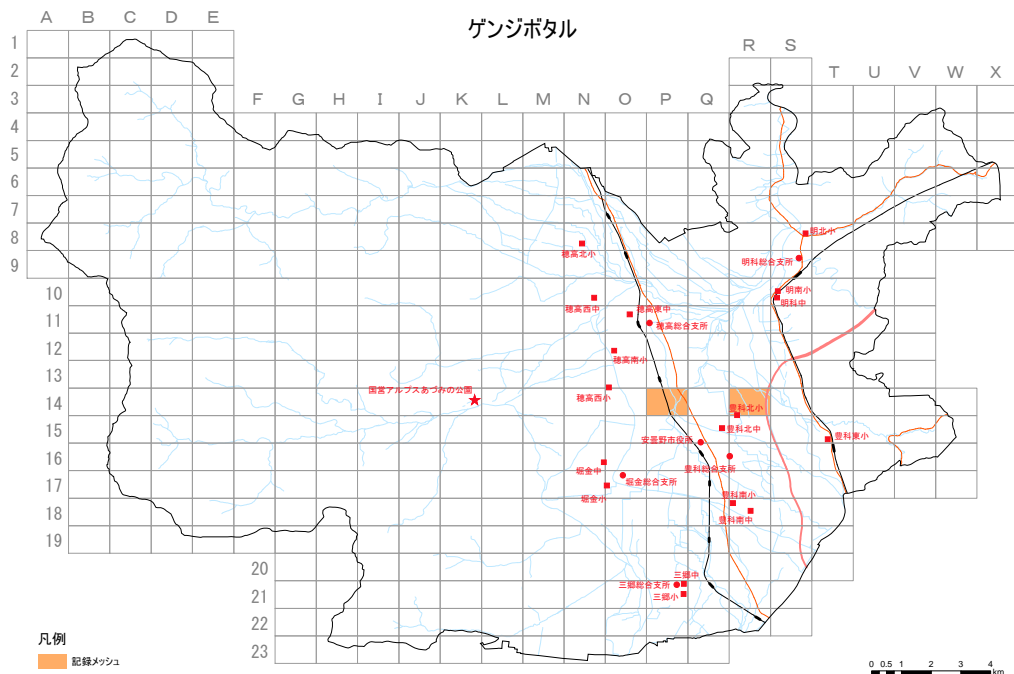 ゲンジボタル
A B C D E
R S
T U V W X
F G H I J K L M N O P Q
1
2
3
4
5
6
7
8
9
10
11
12
13
14
15
16
17
18
19
20
21
22
23
明北小
穂高北小
明科総合支所
明南小
明科中
穂高西中
穂高東中
穂高総合支所
穂高南小
国営アルプスあづみの公園
穂高西小
豊科北小
豊科北中
安曇野市役所
豊科東小
豊科総合支所
堀金中
堀金総合支所
堀金小
豊科南小
豊科南中
三郷中
三郷総合支所
三郷小
凡例
記録メッシュ
0 0.5 1 2 3 4
km